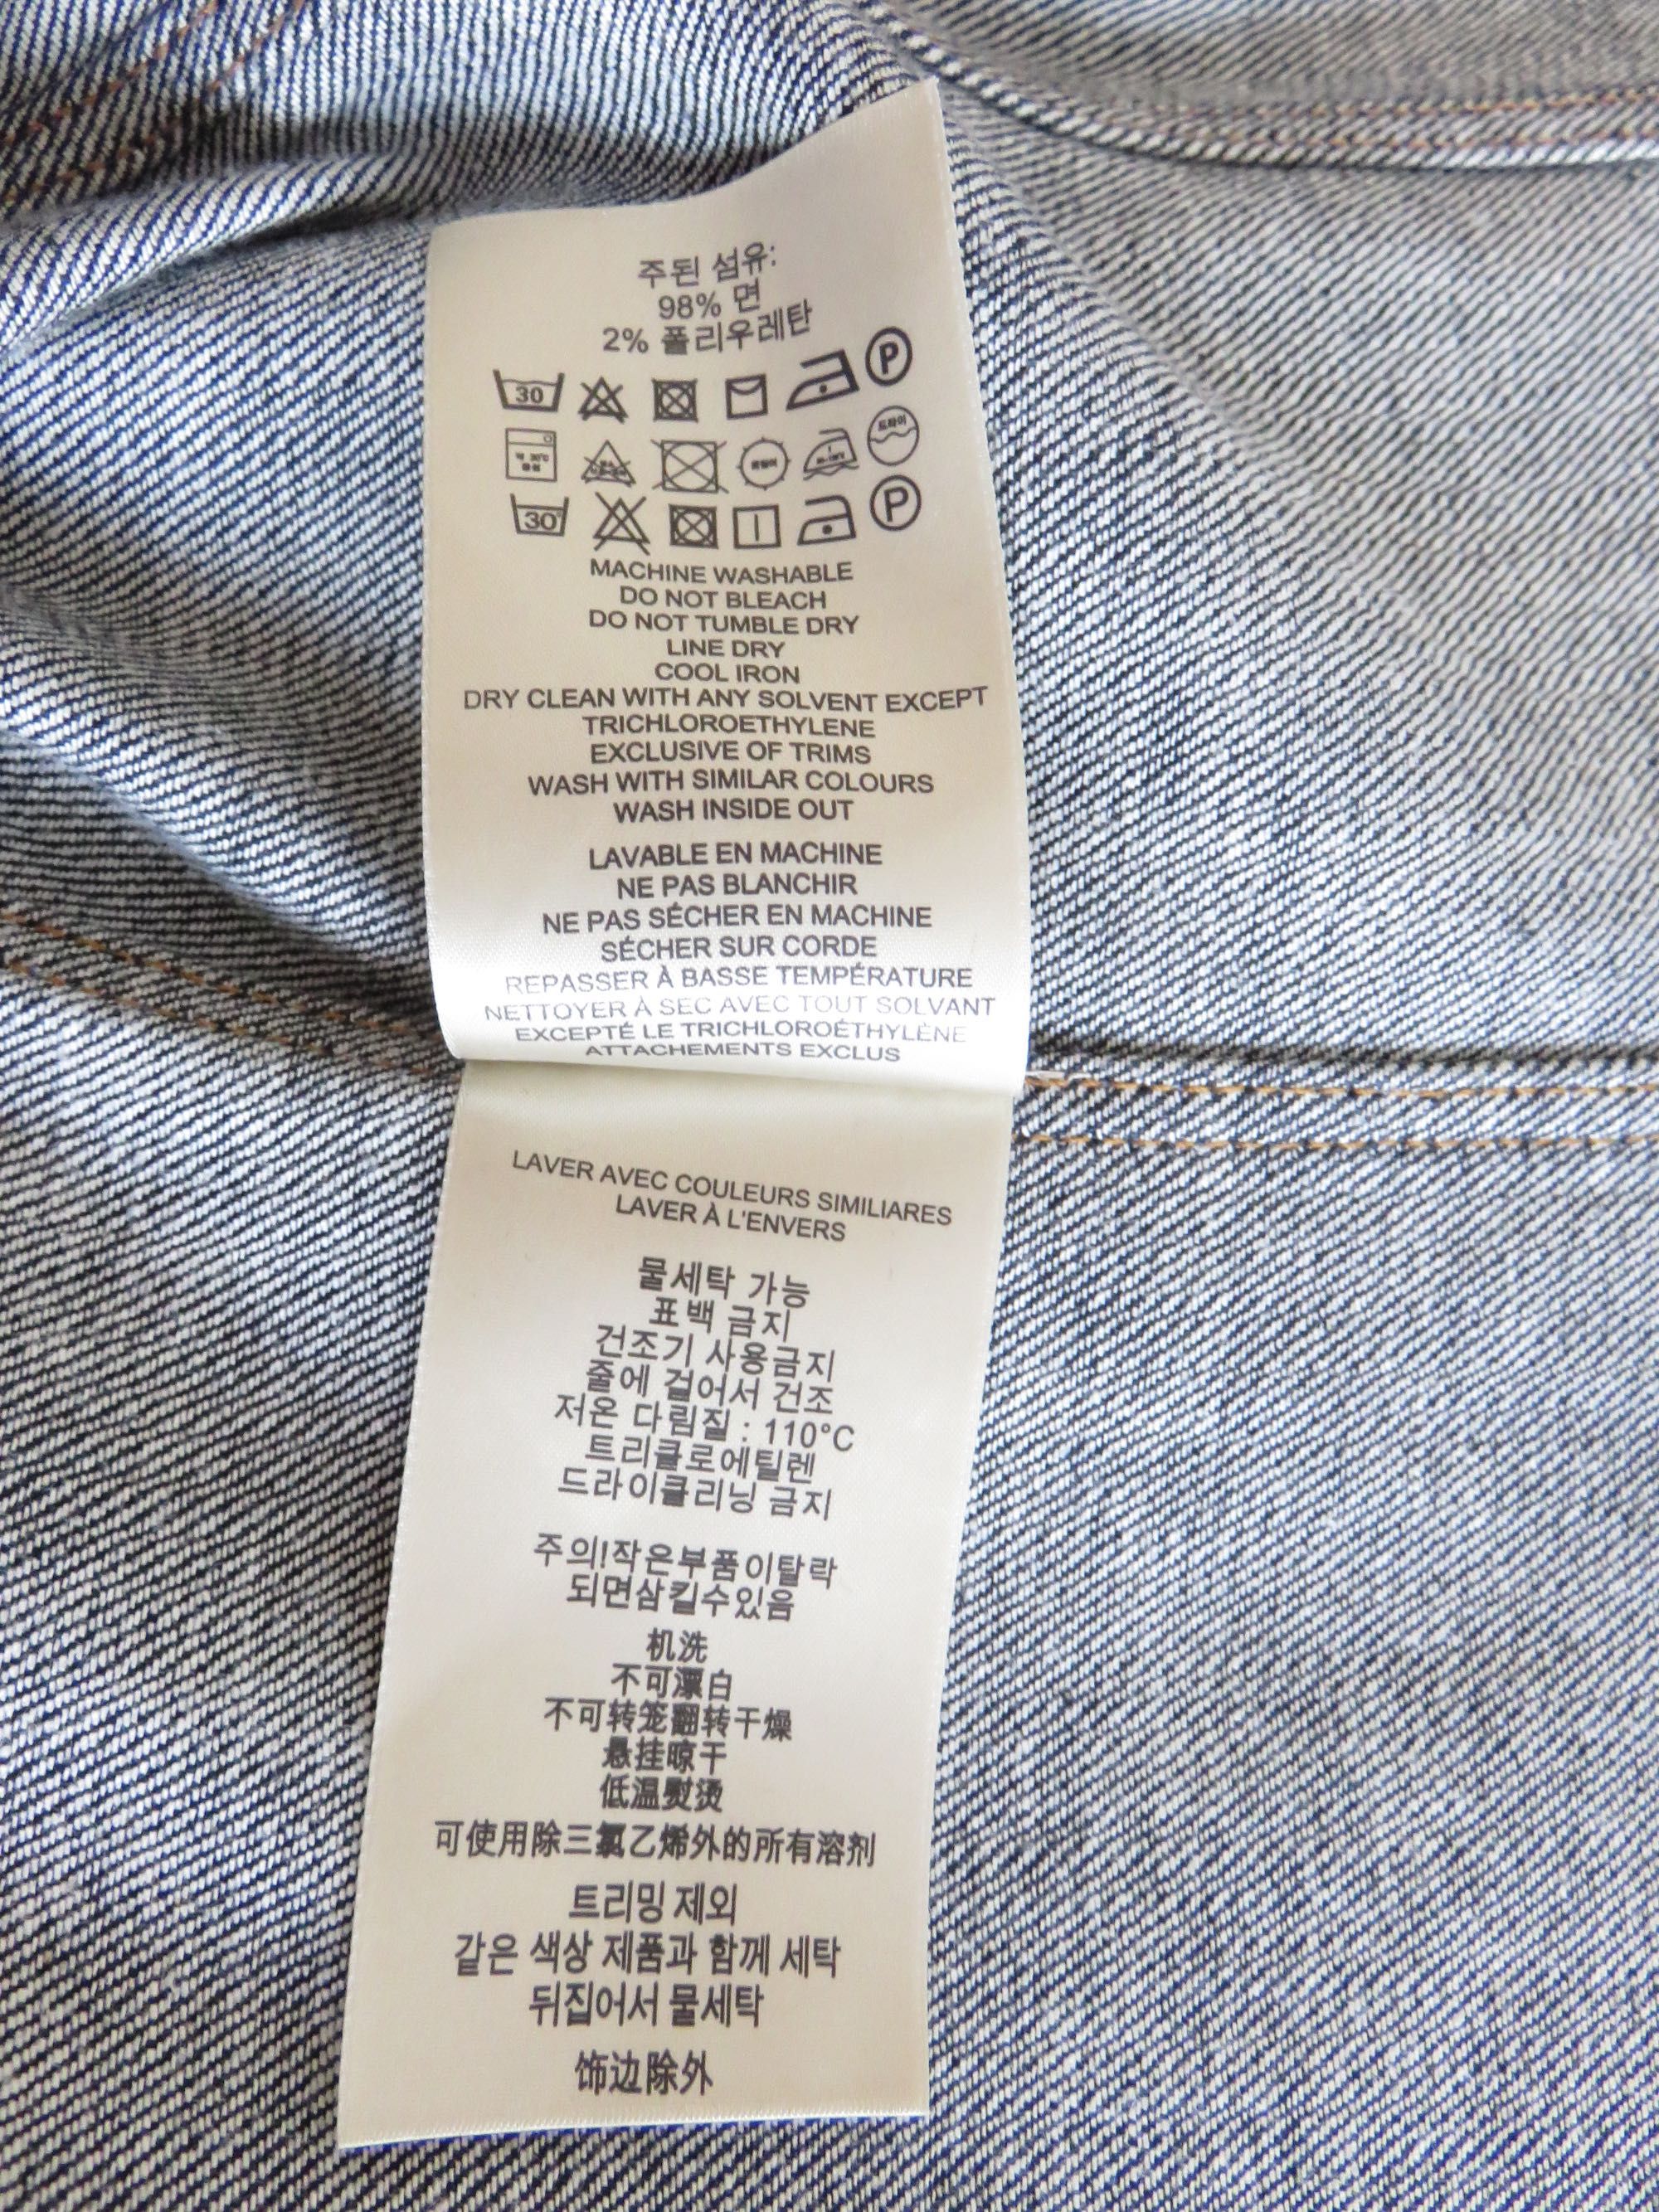 주된 섬유:
98% 면
2% 폴리우레탄
30 P
드라이
30 P
MACHINE WASHABLE
DO NOT BLEACH
DO NOT TUMBLE DRY
LINE DRY
COOL IRON
DRY CLEAN WITH ANY SOLVENT EXCEPT
TRICHLOROETHYLENE
EXCLUSIVE OF TRIMS
WASH WITH SIMILAR COLOURS
WASH INSIDE OUT
LAVABLE EN MACHINE
NE PAS BLANCHIR
NE PAS SÉCHER EN MACHINE
SÉCHER SUR CORDE
REPASSER À BASSE TEMPÉRATURE
NETTOYER À SEC AVEC TOUT SOLVANT
EXCEPTÉ LE TRICHLOROÉTHYLÈNE
ATTACHEMENTS EXCLUS
LAVER AVEC COULEURS SIMILIARES
LAVER À L'ENVERS
물세탁 가능
표백 금지
건조기 사용금지
줄에 걸어서 건조
저온 다림질 : 110°C
트리클로에틸렌
드라이클리닝 금지
주의!작은부품이탈락
되면삼킬수있음
机洗
不可漂白
不可转笼翻转干燥
悬挂晾干
低温熨烫
可使用除三氯乙烯外的所有溶剂
트리밍 제외
같은 색상 제품과 함께 세탁
뒤집어서 물세탁
饰边除外